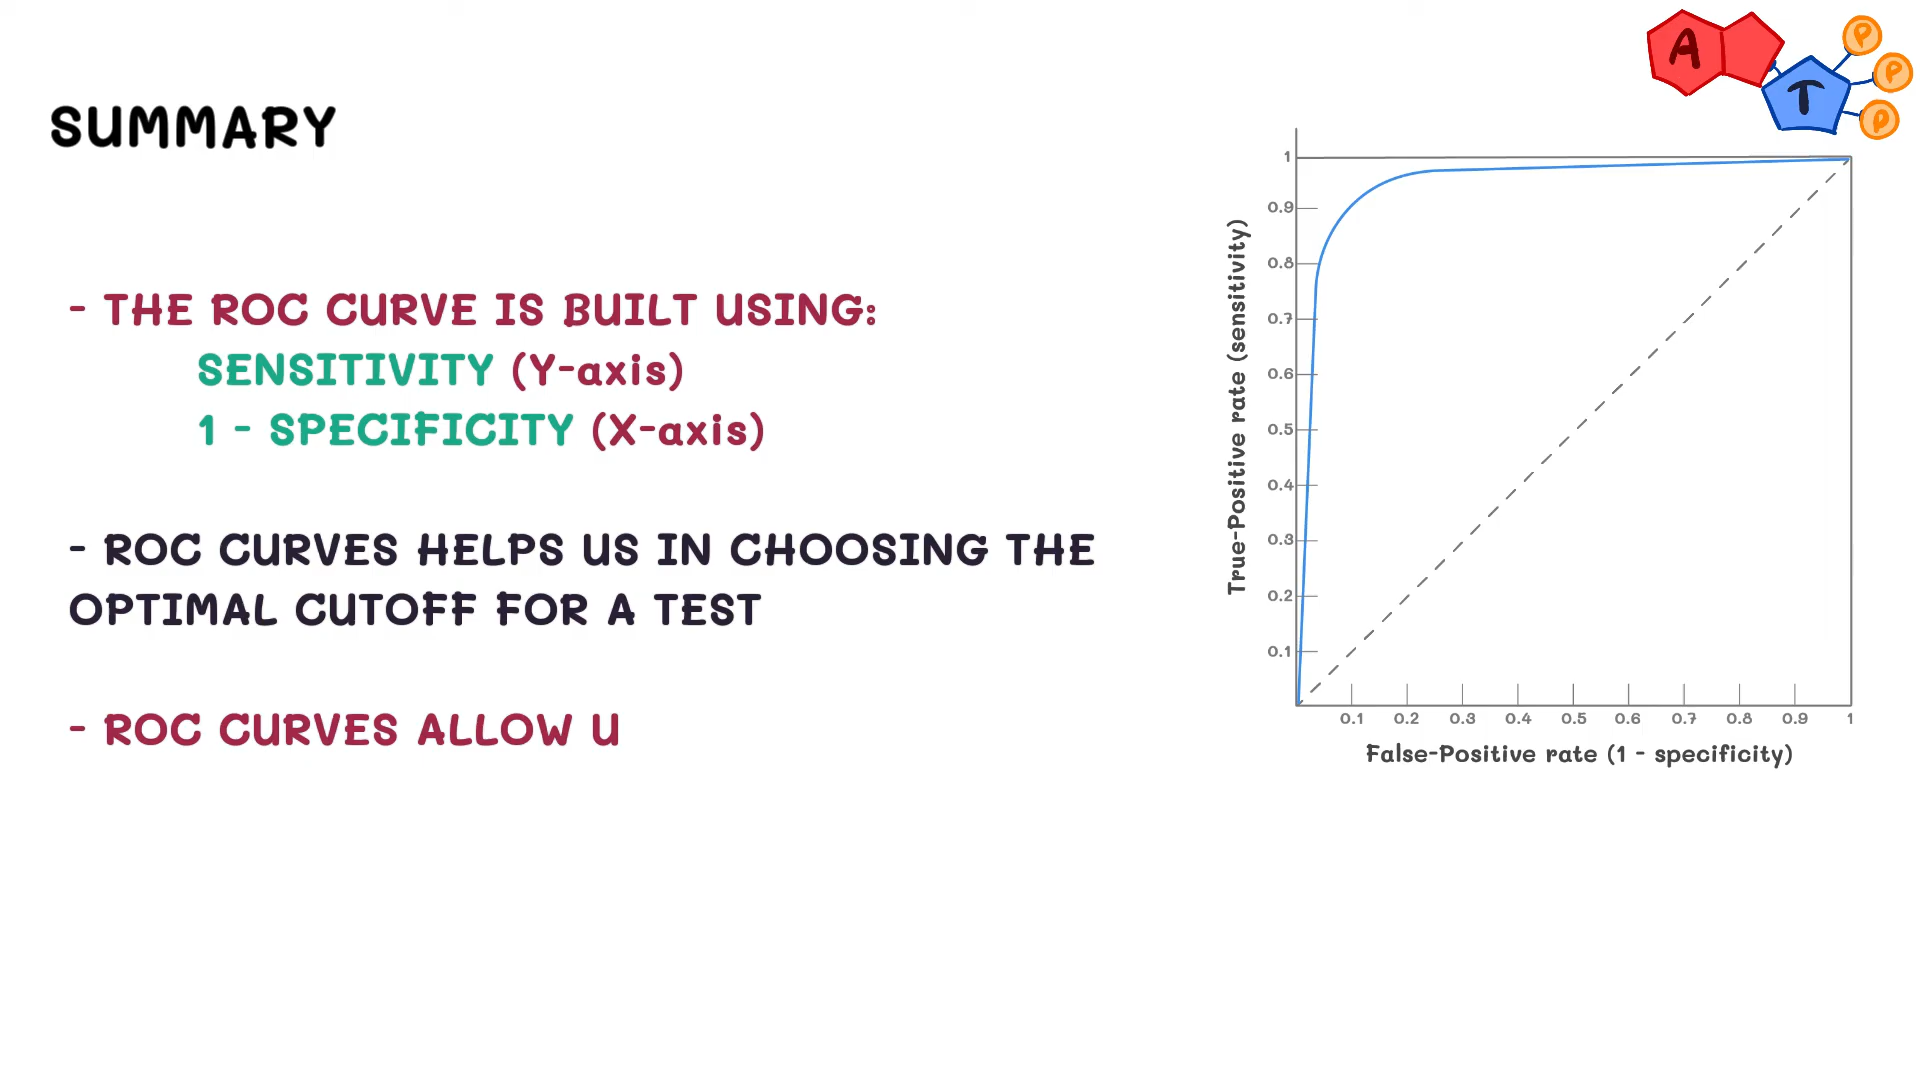 SUMMARY
- THE ROC CURVE IS BUILT USING:
SENSITIVITY (Y-axis)
1 - SPECIFICITY (X-axis)
- ROC CURVES HELPS US IN CHOOSING THE
OPTIMAL CUTOFF FOR A TEST
- ROC CURVES ALLOW U
A
T
P
P
P
True-Positive rate (sensitivity)
1
0.9
0.8
0.7
0.6
0.5
0.4
0.3
0.2
0.1
0.1 0.2 0.3 0.4 0.5 0.6 0.7 0.8 0.9 1
False-Positive rate (1 - specificity)